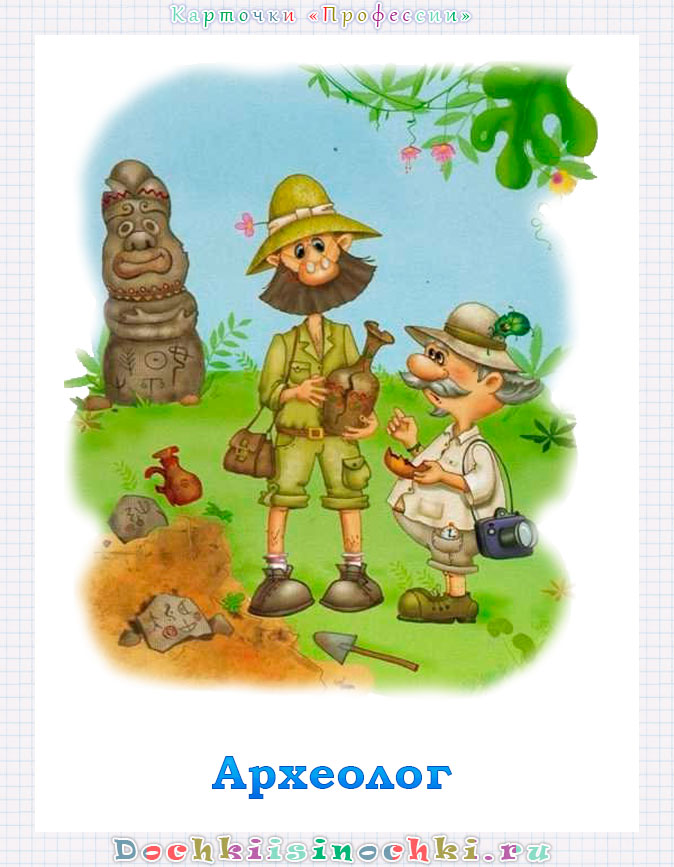 Карточки «Профессии»
Археолог
Dochkiisinochki.ru